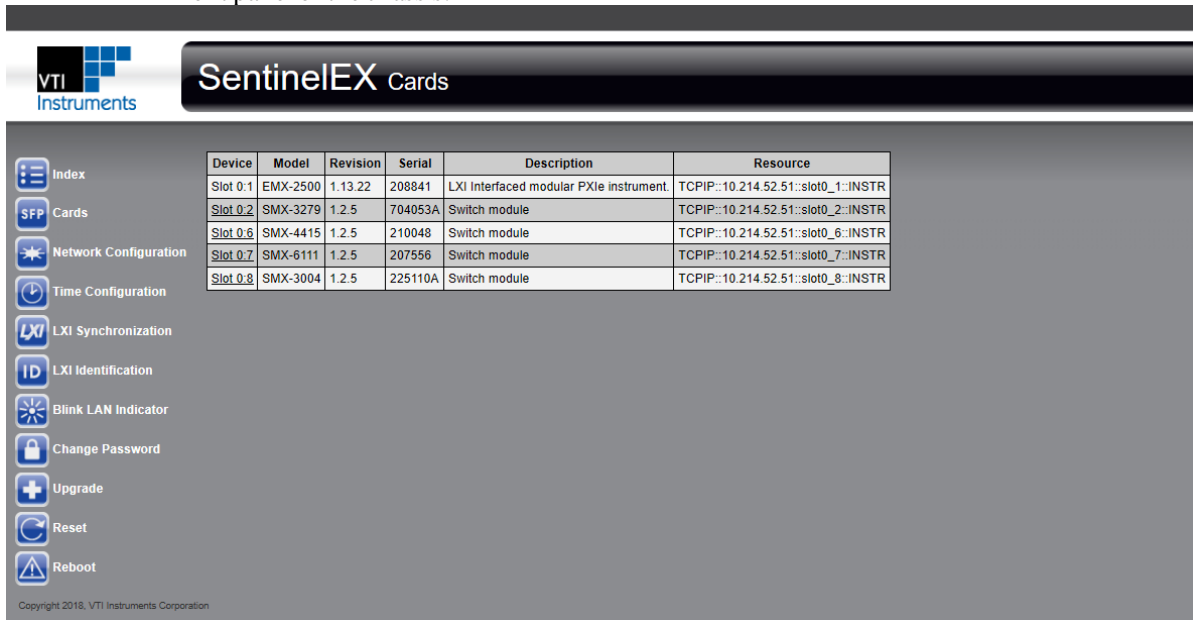 VTI
Instruments
SentinelEX Cards
Index
Cards
Network Configuration
Time Configuration
LXI Synchronization
LXI Identification
Blink LAN Indicator
Change Password
Upgrade
Reset
Reboot
SFP
LXI
ID
Device Model Revision Serial Description Resource
Slot 0:1 EMX-2500 1.13.22 208841 LXI Interfaced modular PXIe instrument. TCPIP::10.214.52.51::slot0_1::INSTR
Slot 0:2 SMX-3279 1.2.5 704053A Switch module TCPIP::10.214.52.51::slot0_2::INSTR
Slot 0:6 SMX-4415 1.2.5 210048 Switch module TCPIP::10.214.52.51::slot0_6::INSTR
Slot 0:7 SMX-6111 1.2.5 207556 Switch module TCPIP::10.214.52.51::slot0_7::INSTR
Slot 0:8 SMX-3004 1.2.5 225110A Switch module TCPIP::10.214.52.51::slot0_8::INSTR
Copyright 2018, VTI Instruments Corporation